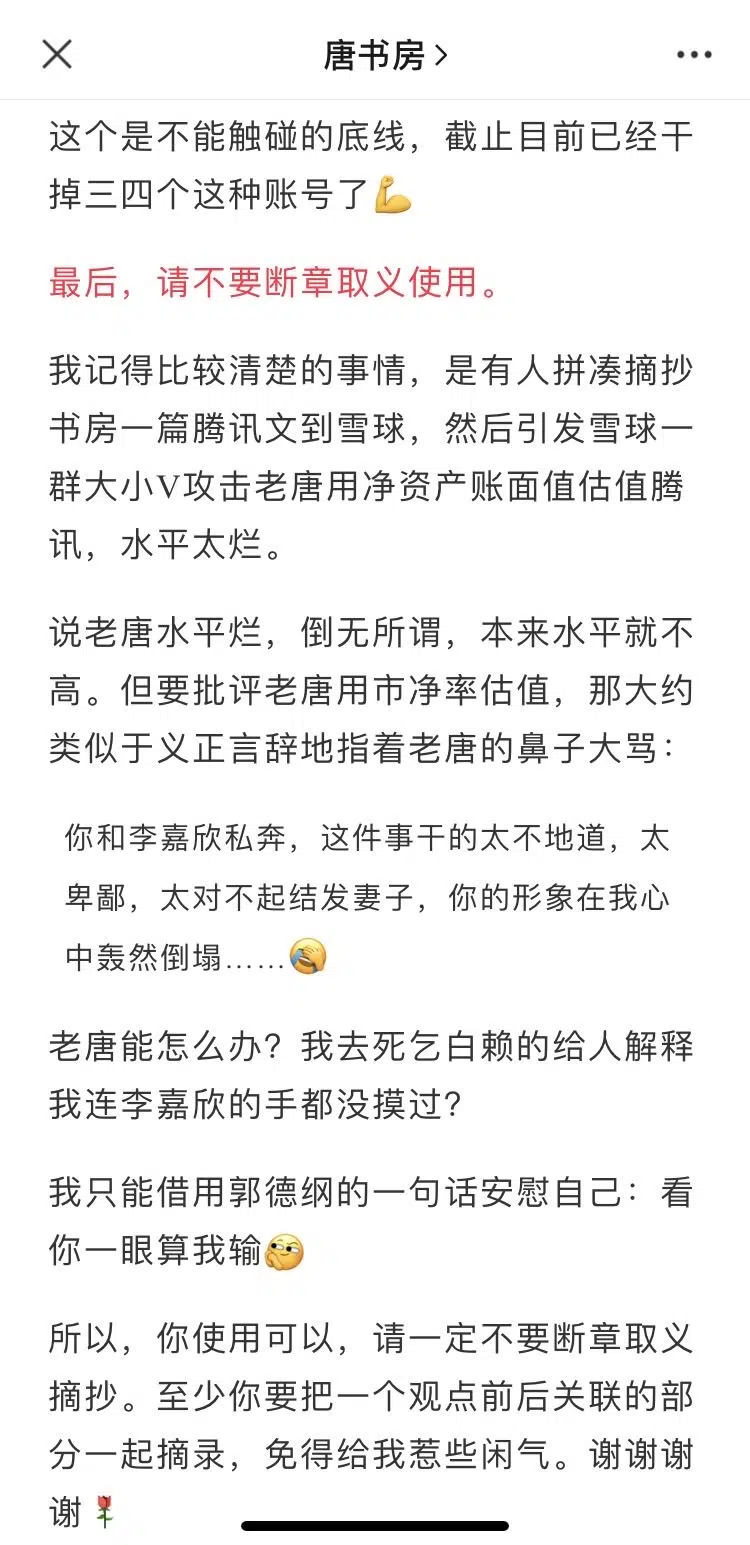 唐书房
这个是不能触碰的底线，截止目前已经干
掉三四个这种账号了💪
最后，请不要断章取义使用。
我记得比较清楚的事情，是有人拼凑摘抄
书房一篇腾讯文到雪球，然后引发雪球一
群大小V攻击老唐用净资产账面值估值腾
讯，水平太烂。
说老唐水平烂，倒无所谓，本来水平就不
高。但要批评老唐用市净率估值，那大约
类似于义正言辞地指着老唐的鼻子大骂：
你和李嘉欣私奔，这件事干的太不地道，太
卑鄙，太对不起结发妻子，你的形象在我心
中轰然倒塌……
老唐能怎么办？我去死乞白赖的给人解释
我连李嘉欣的手都没摸过？
我只能借用郭德纲的一句话安慰自己：看
你一眼算我输
所以，你使用可以，请一定不要断章取义
摘抄。至少你要把一个观点前后关联的部
分一起摘录，免得给我惹些闲气。谢谢谢
谢🌹